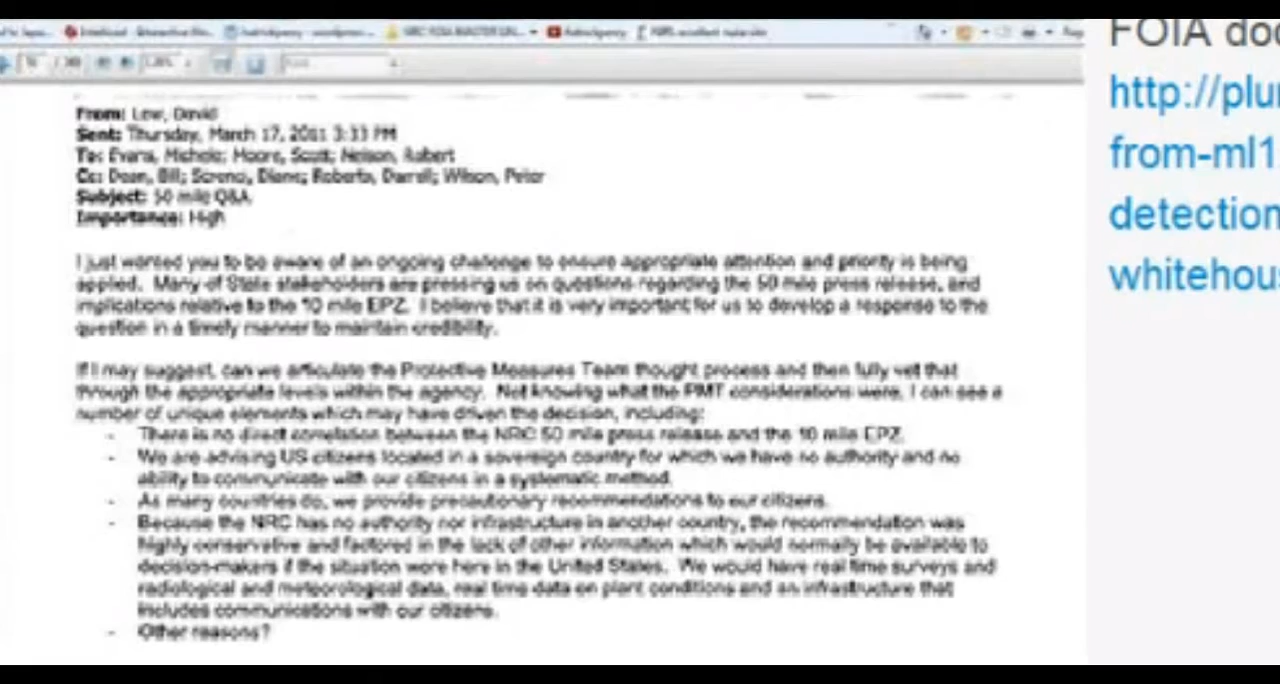 FOIA doc
http://plu
from-ml1
detection
whitehous
From: Lew, David
Sent: Thursday, March 17, 2011 3:33 PM
To: Evans, Michele; Moore, Scott; Nelson, Robert
Cc: Dean, Bill; Screnci, Diane; Roberts, Darrell; Wilson, Peter
Subject: 50 mile Q&A
Importance: High
I just wanted you to be aware of an ongoing challenge to ensure appropriate attention and priority is being
applied. Many of State stakeholders are pressing us on questions regarding the 50 mile press release, and
implications relative to the 10 mile EPZ. I believe that it is very important for us to develop a response to the
question in a timely manner to maintain credibility.
If I may suggest, can we articulate the Protective Measures Team thought process and then fully vet that
through the appropriate levels within the agency. Not knowing what the PMT considerations were, I can see a
number of unique elements which may have driven the decision, including:
- There is no direct correlation between the NRC 50 mile press release and the 10 mile EPZ.
- We are advising US citizens located in a sovereign country for which we have no authority and no
ability to communicate with our citizens in a systematic method.
- As many countries do, we provide precautionary recommendations to our citizens.
- Because the NRC has no authority nor infrastructure in another country, the recommendation was
highly conservative and factored in the lack of other information which would normally be available to
decision-makers if the situation were here in the United States. We would have real time surveys and
radiological and meteorological data, real time data on plant conditions and an infrastructure that
includes communications with our citizens.
- Other reasons?